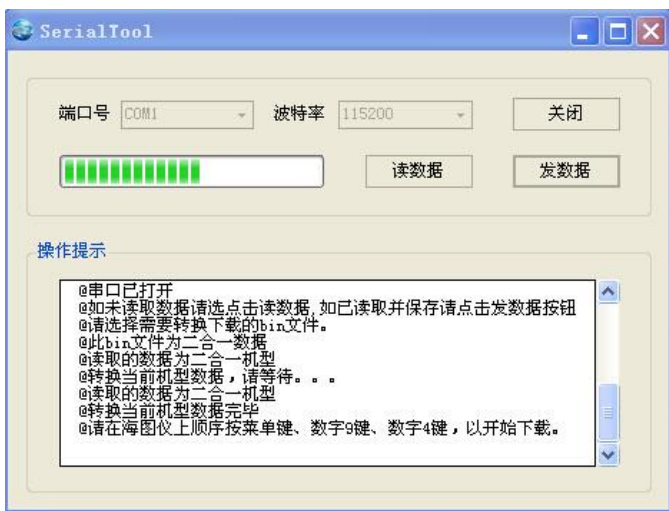 SerialTool
端口号 COM1 波特率 115200 关闭
读数据 发数据
操作提示
@串口已打开
@如未读取数据请选点击读数据,如已读取并保存请点击发数据按钮
@请选择需要转换下载的bin文件。
@此bin文件为二合一数据
@读取的数据为二合一机型
@转换当前机型数据，请等待。。。
@读取的数据为二合一机型
@转换当前机型数据完毕
@请在海图仪上顺序按菜单键、数字9键、数字4键，以开始下载。